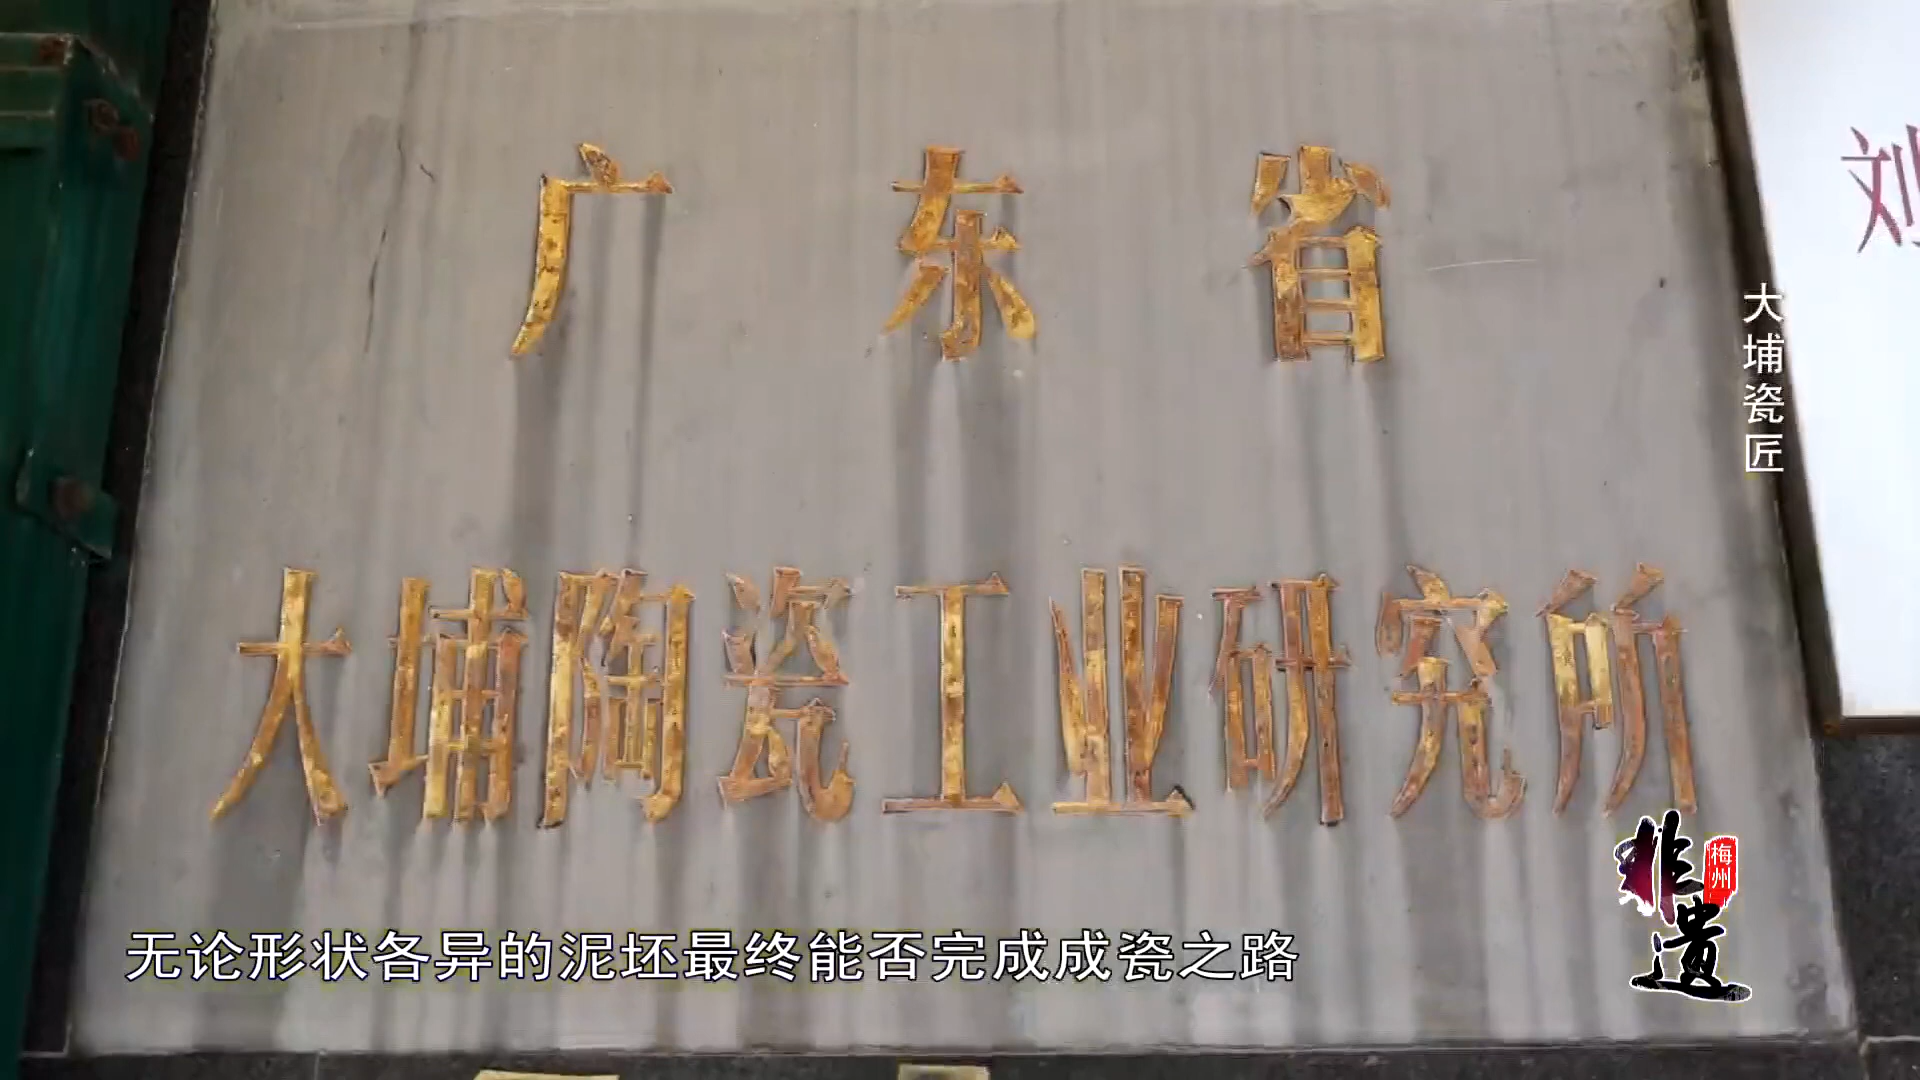 广东省
大埔陶瓷工业研究所
刘
大埔瓷匠
梅州
非遗
无论形状各异的泥坯最终能否完成成瓷之路